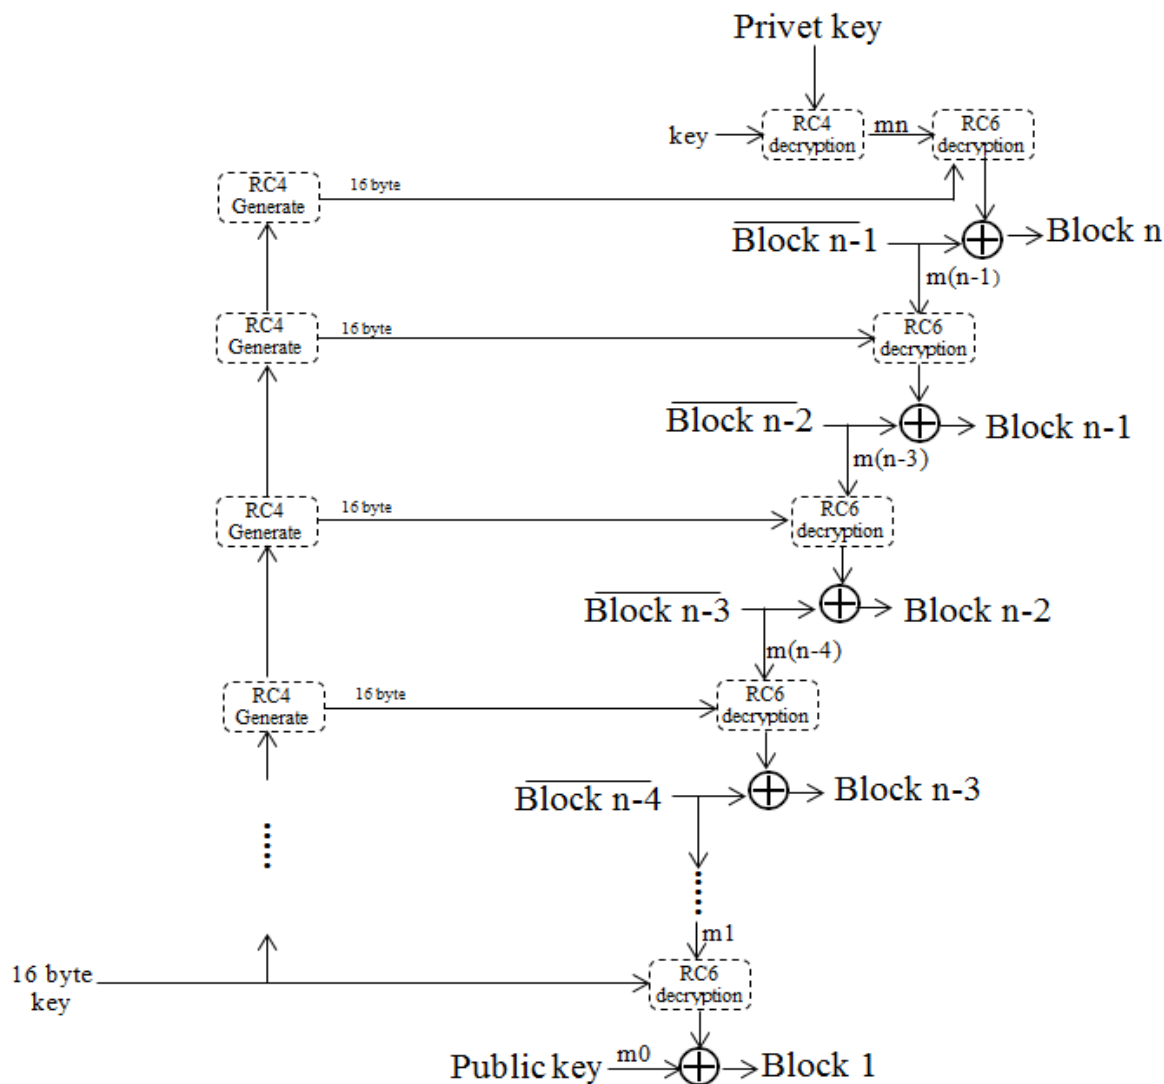 Privet key
key
RC4
decryption
mn
RC6
decryption
RC4
Generate
16 byte
Block n-1
Block n
m(n-1)
RC4
Generate
16 byte
RC6
decryption
Block n-2
Block n-1
m(n-3)
RC4
Generate
16 byte
RC6
decryption
Block n-3
Block n-2
m(n-4)
RC4
Generate
16 byte
RC6
decryption
Block n-4
Block n-3
m1
16 byte
key
RC6
decryption
Public key
m0
Block 1